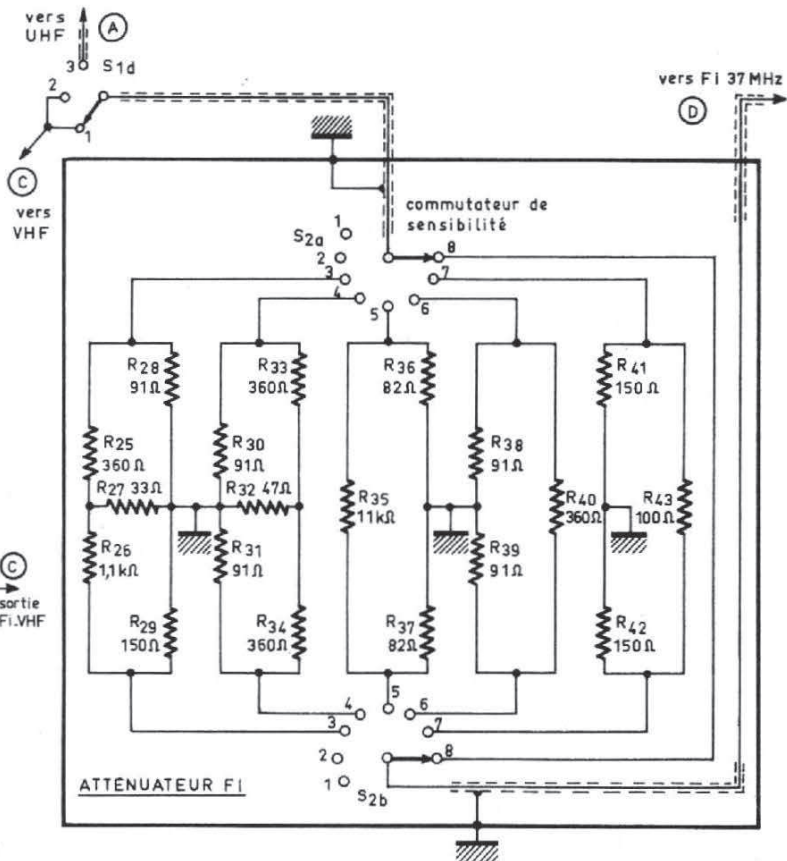 vers
UHF
A
3
S1d
2
1
C
vers
VHF
vers Fi 37 MHz
D
commutateur de
sensibilité
S2a
1
2
3
4
5
6
7
8
R28
91Ω
R33
360Ω
R36
82Ω
R41
150Ω
R25
360Ω
R30
91Ω
R38
91Ω
R27 33Ω
R32 47Ω
R35
11kΩ
R40
360Ω
R43
100Ω
R26
1,1kΩ
R31
91Ω
R39
91Ω
R29
150Ω
R34
360Ω
R37
82Ω
R42
150Ω
C
sortie
Fi.VHF
5
4
6
3
7
2
8
1
S2b
ATTENUATEUR FI